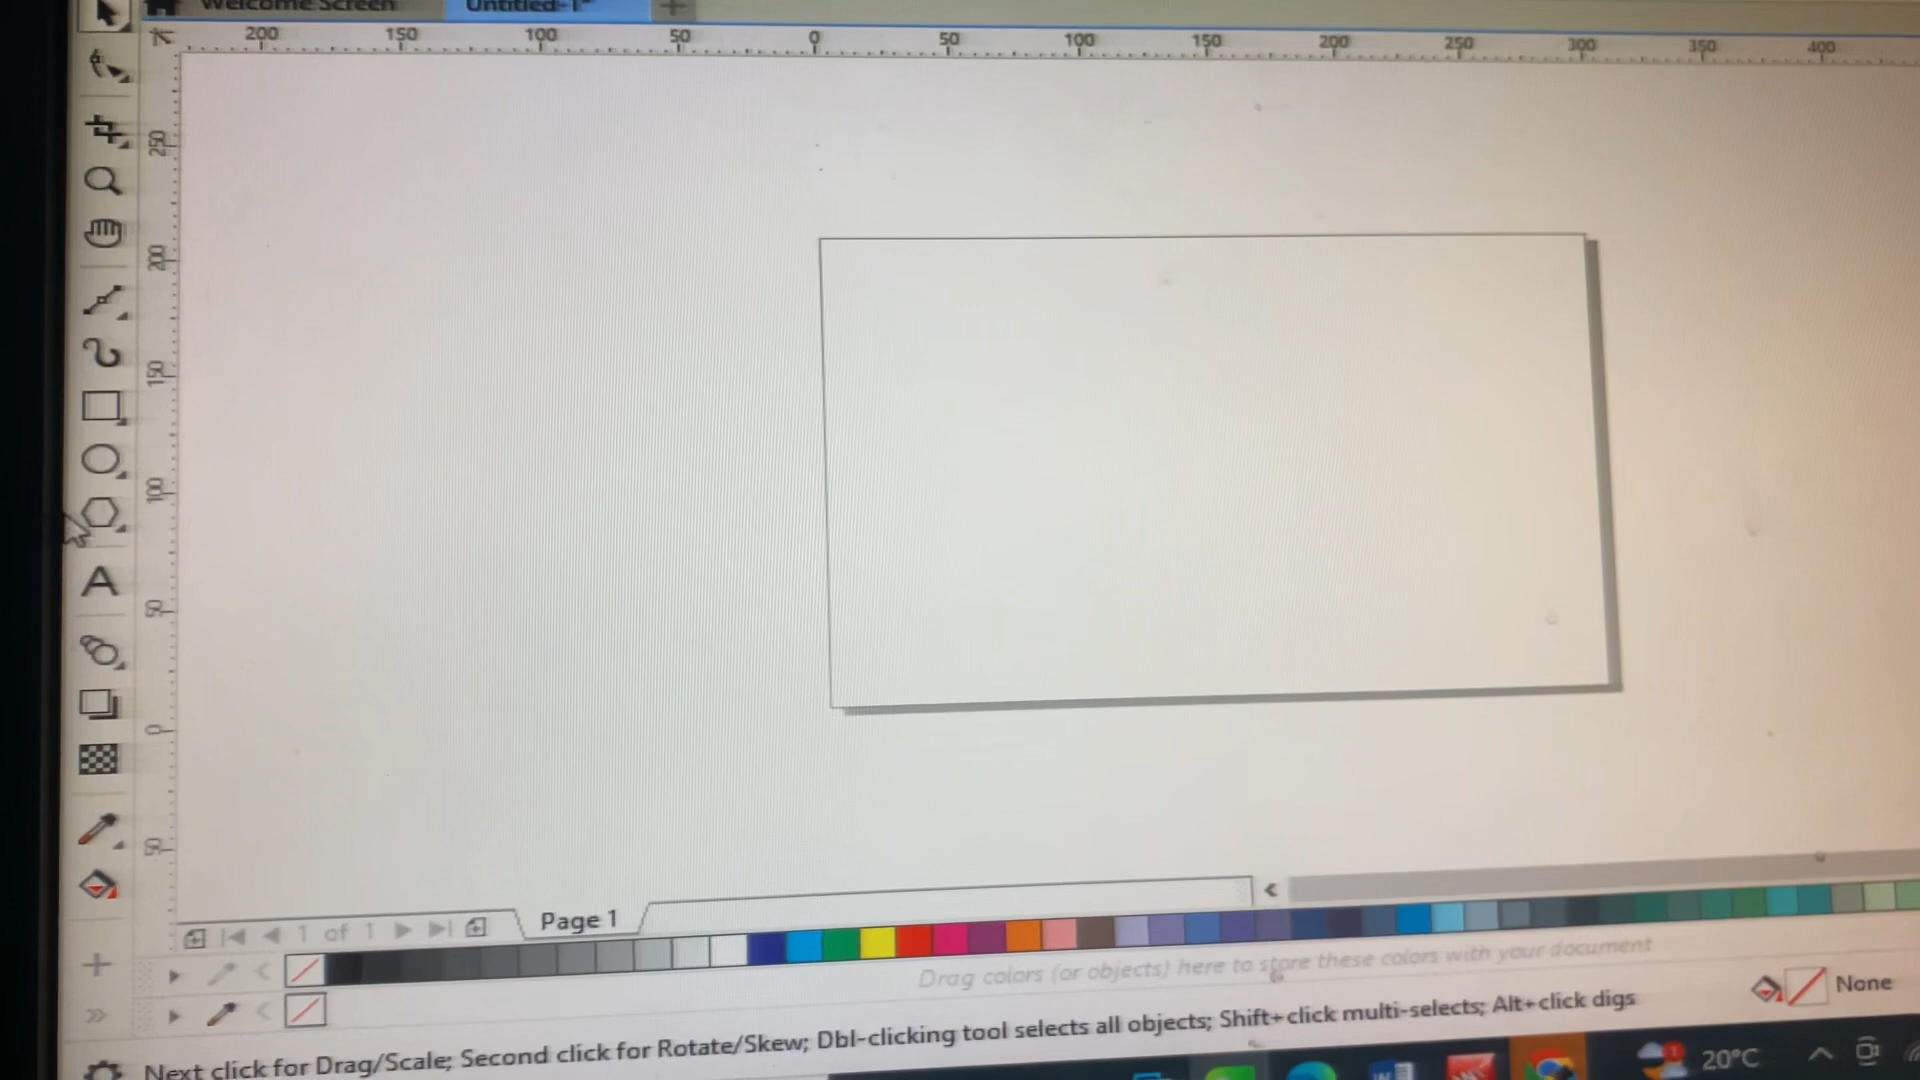 Welcome Screen
Untitled-1*
200 150 100 50 0 50 100 150 200 250 300 350 400
250
200
150
100
50
0
50
A
1 of 1
Page 1
Drag colors (or objects) here to store these colors with your document
None
Next click for Drag/Scale; Second click for Rotate/Skew; Dbl-clicking tool selects all objects; Shift+click multi-selects; Alt+click digs
20°C